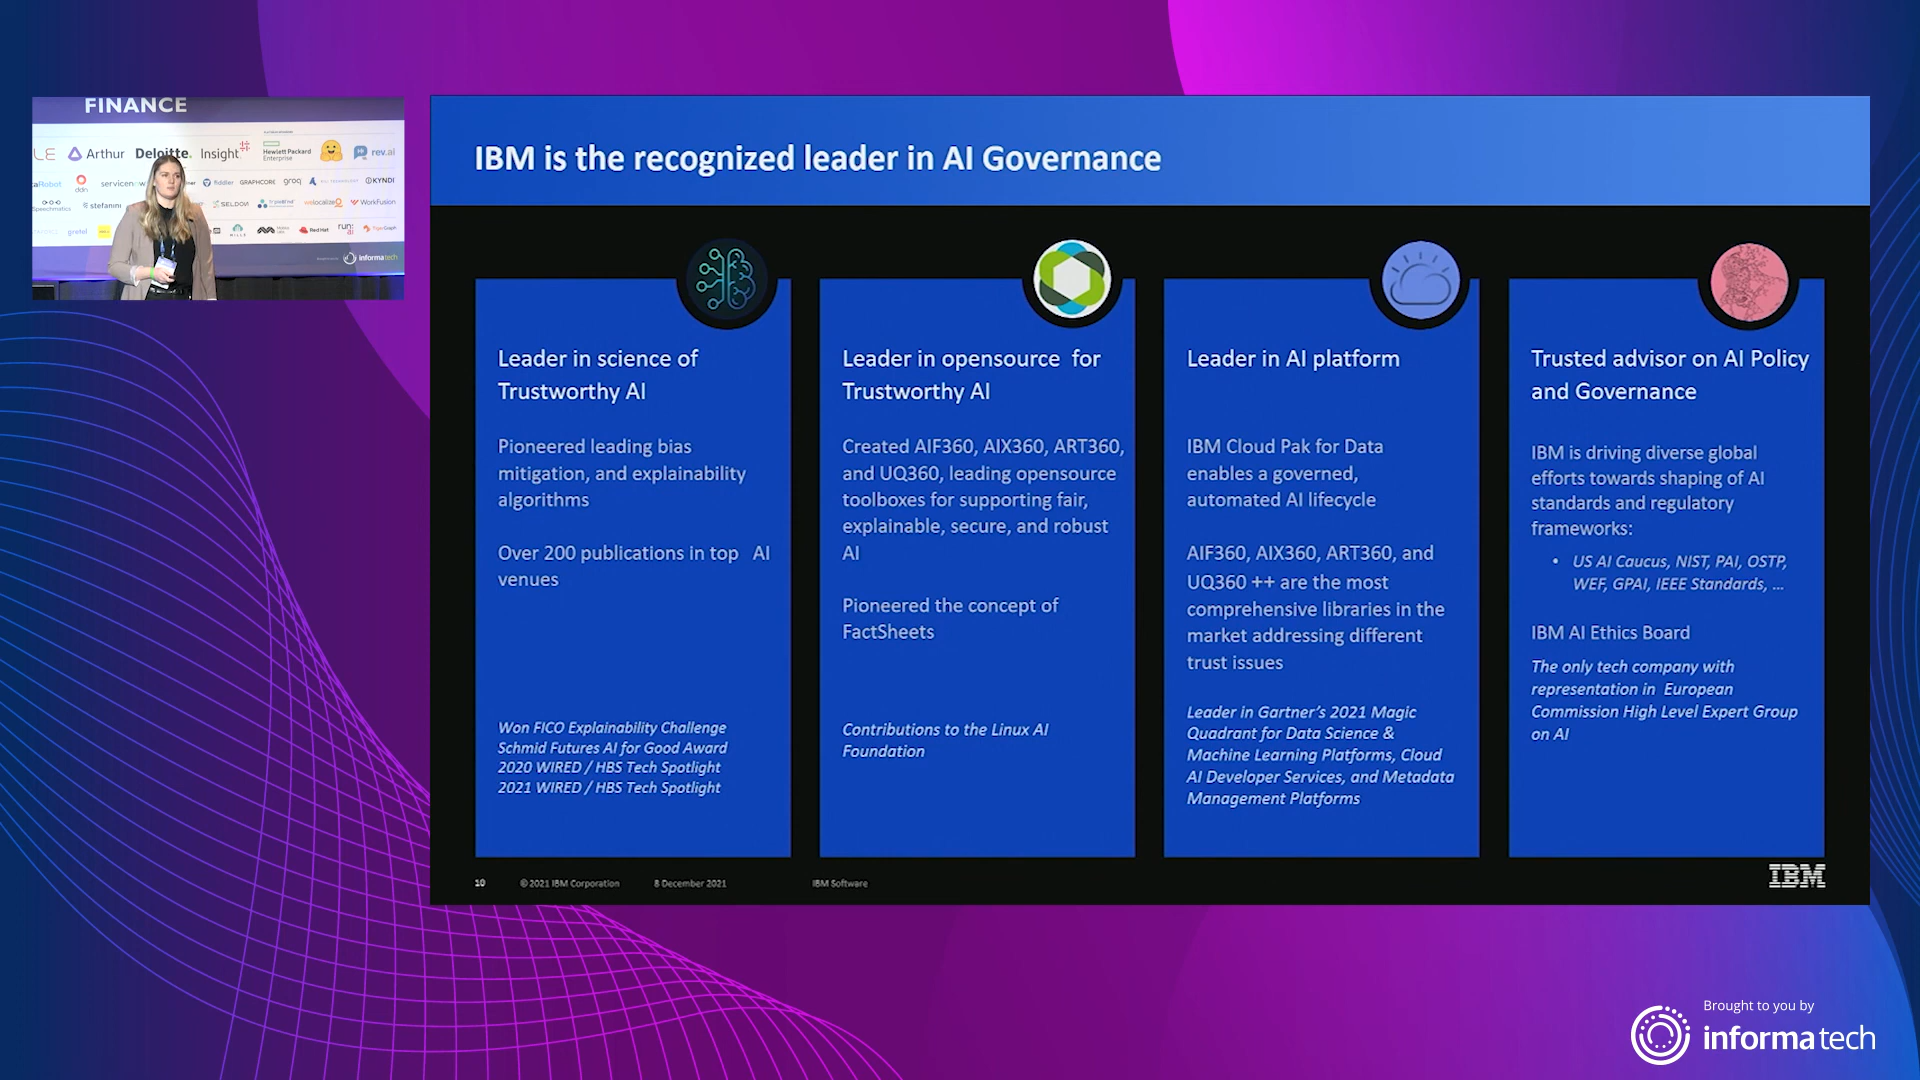 FINANCE
Arthur
Deloitte.
Insight
Hewlett Packard
Enterprise
rev.ai
ddn
servicenow
fiddler
GRAPHCORE
groq
KYNDI
stefanini
SELDON
welocalize
WorkFusion
gretel
Red Hat
run:
ai
informa tech
IBM is the recognized leader in AI Governance
Leader in science of
Trustworthy AI
Pioneered leading bias
mitigation, and explainability
algorithms
Over 200 publications in top AI
venues
Won FICO Explainability Challenge
Schmid Futures AI for Good Award
2020 WIRED / HBS Tech Spotlight
2021 WIRED / HBS Tech Spotlight
Leader in opensource for
Trustworthy AI
Created AIF360, AIX360, ART360,
and UQ360, leading opensource
toolboxes for supporting fair,
explainable, secure, and robust
AI
Pioneered the concept of
FactSheets
Contributions to the Linux AI
Foundation
Leader in AI platform
IBM Cloud Pak for Data
enables a governed,
automated AI lifecycle
AIF360, AIX360, ART360, and
UQ360 ++ are the most
comprehensive libraries in the
market addressing different
trust issues
Leader in Gartner's 2021 Magic
Quadrant for Data Science &
Machine Learning Platforms, Cloud
AI Developer Services, and Metadata
Management Platforms
Trusted advisor on AI Policy
and Governance
IBM is driving diverse global
efforts towards shaping of AI
standards and regulatory
frameworks:
• US AI Caucus, NIST, PAI, OSTP,
WEF, GPAI, IEEE Standards, ...
IBM AI Ethics Board
The only tech company with
representation in European
Commission High Level Expert Group
on AI
10 © 2021 IBM Corporation 8 December 2021 IBM Software
IBM
Brought to you by
informa tech